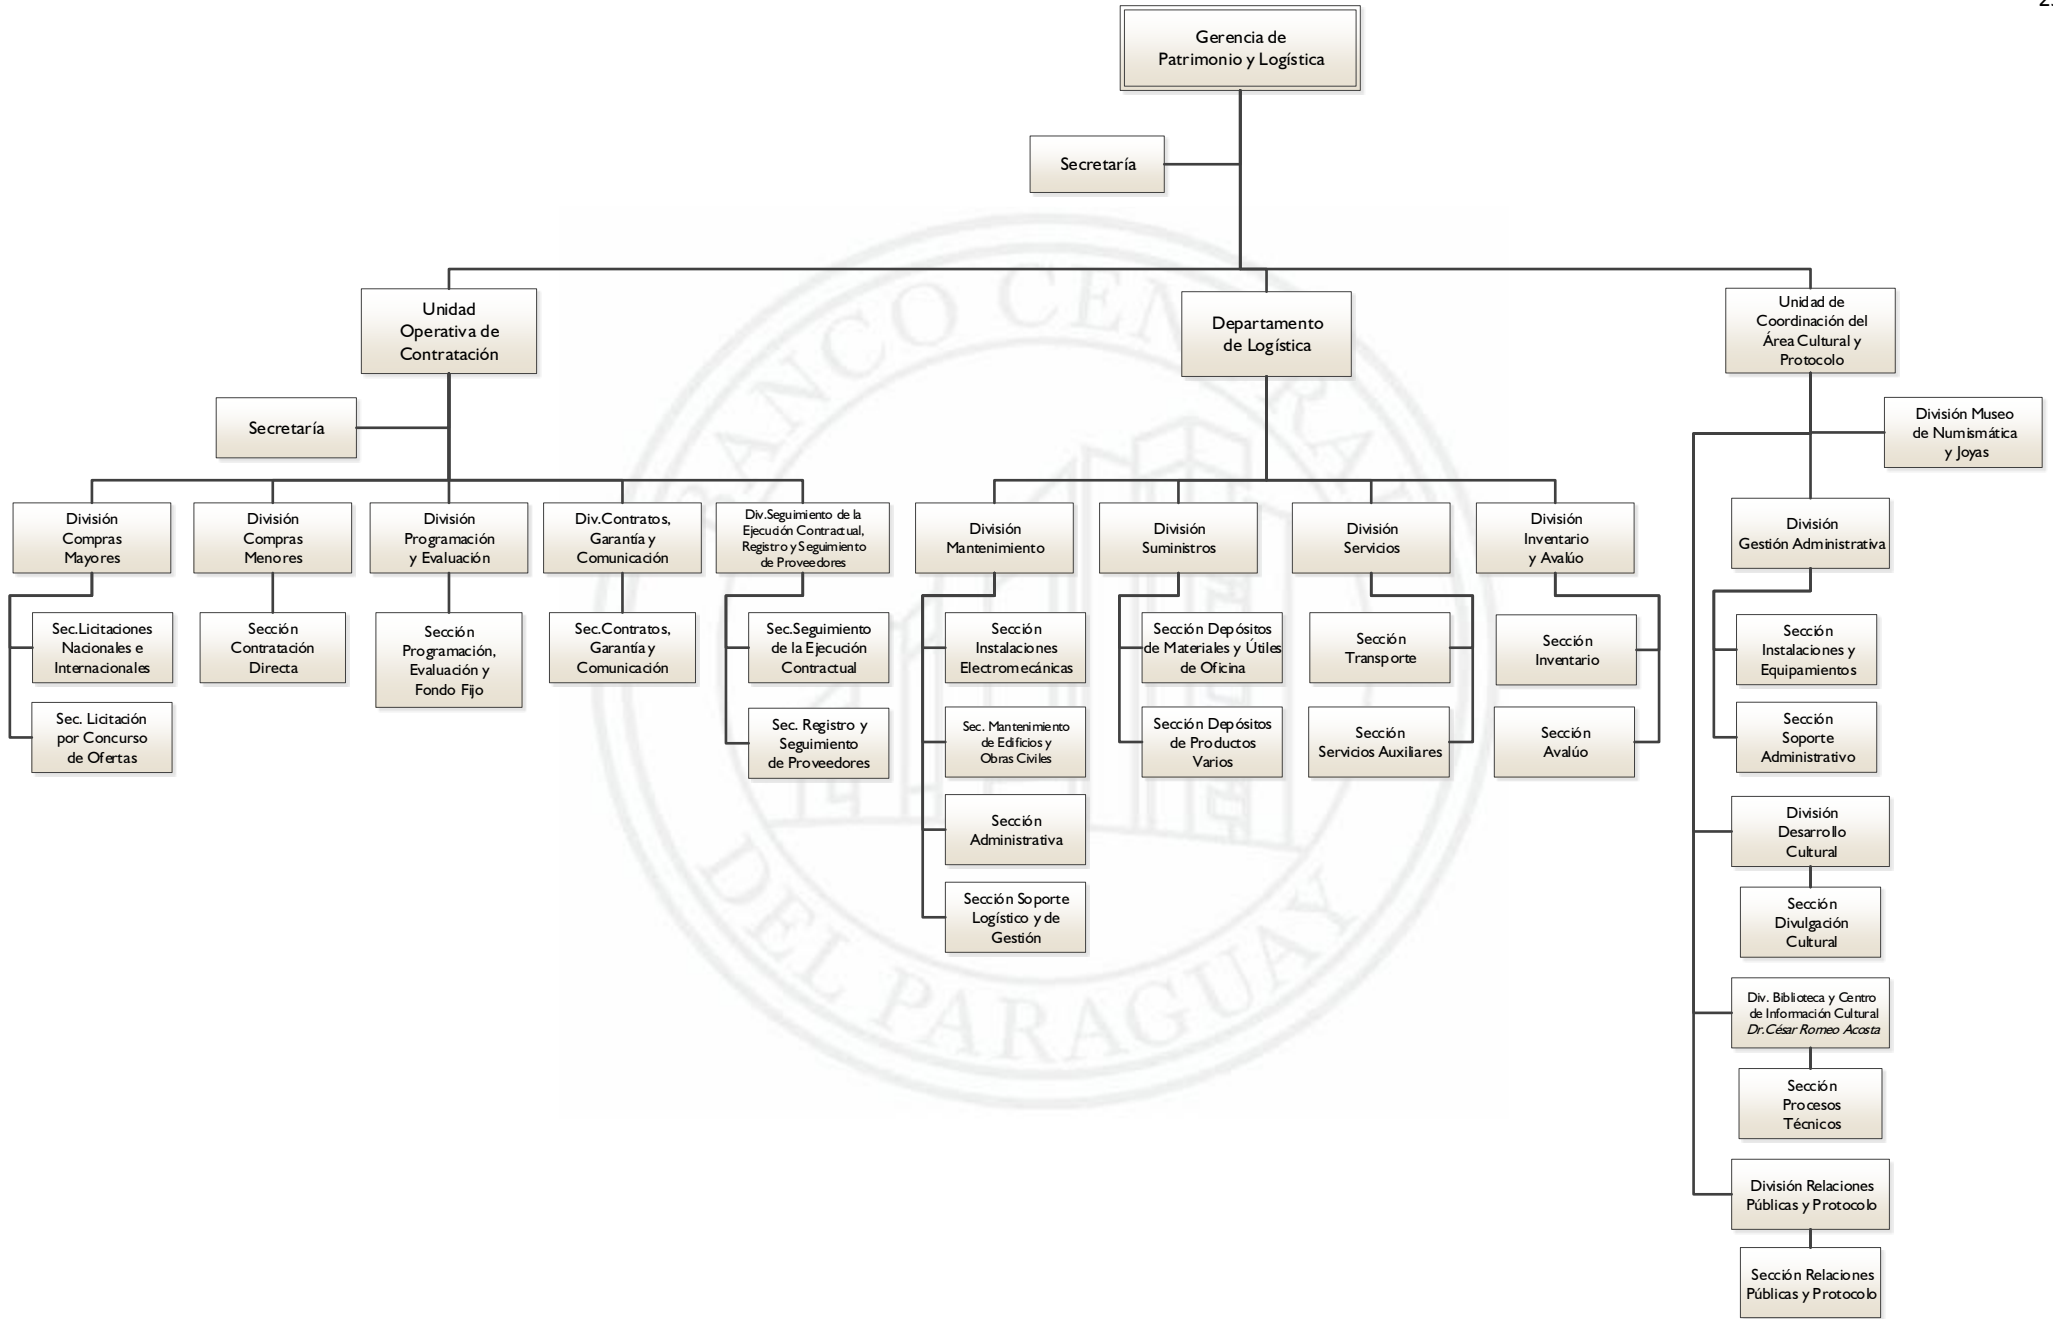 Gerencia de
Patrimonio y Logística
Secretaría
Unidad
Operativa de
Contratación
Departamento
de Logística
Unidad de
Coordinación del
Área Cultural y
Protocolo
Secretaría
División Museo
de Numismática
y Joyas
División
Compras
Mayores
División
Compras
Menores
División
Programación
y Evaluación
Div.Contratos,
Garantía y
Comunicación
Div.Seguimiento de la
Ejecución Contractual,
Registro y Seguimiento
de Proveedores
División
Mantenimiento
División
Suministros
División
Servicios
División
Inventario
y Avalúo
División
Gestión Administrativa
Sec.Licitaciones
Nacionales e
Internacionales
Sec. Licitación
por Concurso
de Ofertas
Sección
Contratación
Directa
Sección
Programación,
Evaluación y
Fondo Fijo
Sec.Contratos,
Garantía y
Comunicación
Sec.Seguimiento
de la Ejecución
Contractual
Sec. Registro y
Seguimiento
de Proveedores
Sección
Instalaciones
Electromecánicas
Sec. Mantenimiento
de Edificios y
Obras Civiles
Sección
Administrativa
Sección Soporte
Logístico y de
Gestión
Sección Depósitos
de Materiales y Útiles
de Oficina
Sección Depósitos
de Productos
Varios
Sección
Transporte
Sección
Servicios Auxiliares
Sección
Inventario
Sección
Avalúo
Sección
Instalaciones y
Equipamientos
Sección
Soporte
Administrativo
División
Desarrollo
Cultural
Sección
Divulgación
Cultural
Div. Biblioteca y Centro
de Información Cultural
Dr.César Romeo Acosta
Sección
Procesos
Técnicos
División Relaciones
Públicas y Protocolo
Sección Relaciones
Públicas y Protocolo
BANCO CENTRAL
DEL PARAGUAY